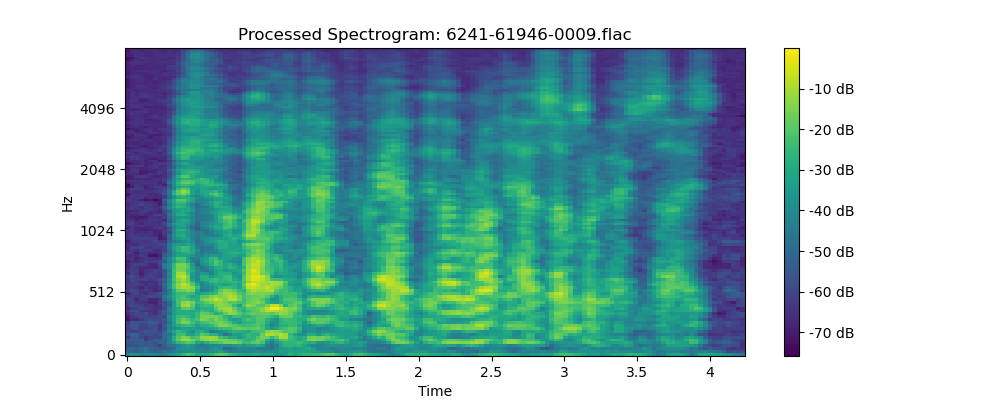 Processed Spectrogram: 6241-61946-0009.flac
4096
2048
1024
512
0
Hz
0
0.5
1
1.5
2
2.5
3
3.5
4
Time
-10 dB
-20 dB
-30 dB
-40 dB
-50 dB
-60 dB
-70 dB